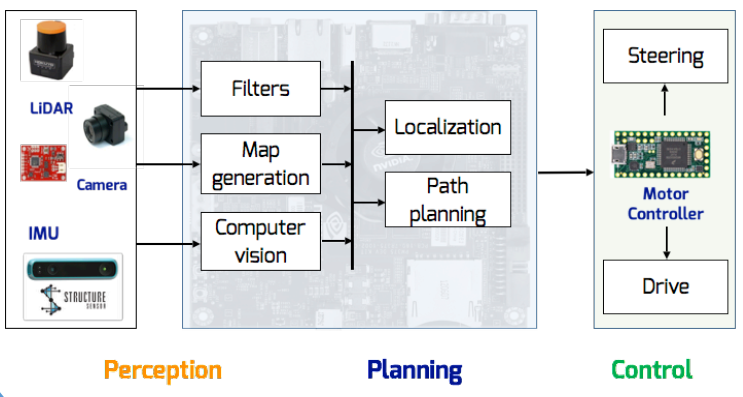 LiDAR
Camera
IMU
STRUCTURE
SENSOR
Filters
Map
generation
Computer
vision
NVIDIA
Localization
Path
planning
Steering
Motor
Controller
Drive
Perception
Planning
Control